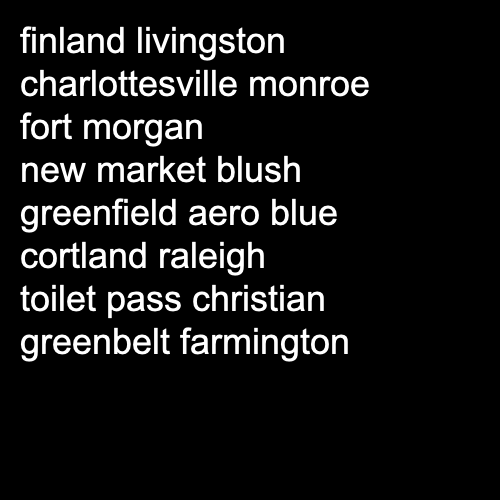 finland livingston
charlottesville monroe
fort morgan
new market blush
greenfield aero blue
cortland raleigh
toilet pass christian
greenbelt farmington